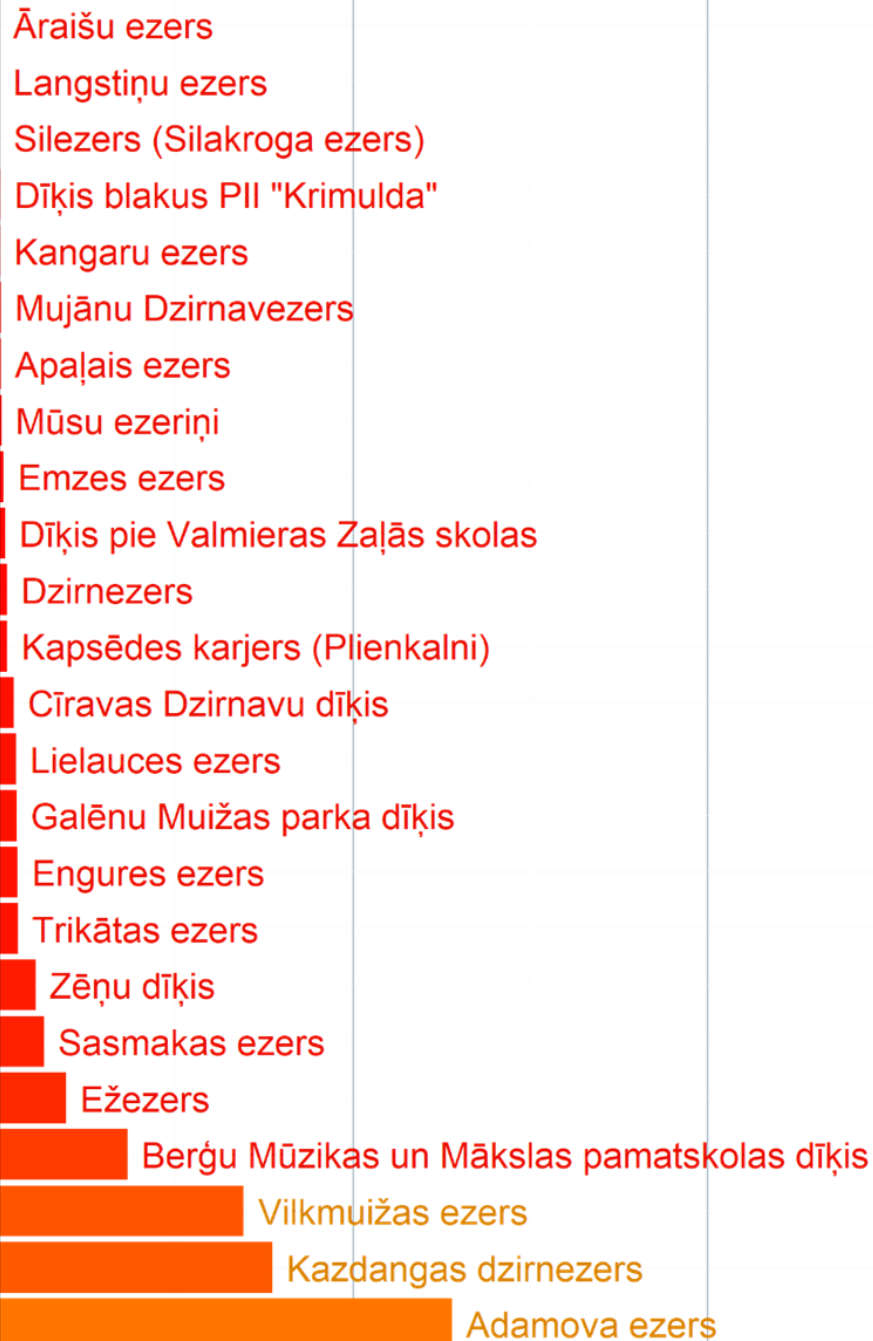 Āraišu ezers
Langstiņu ezers
Silezers (Silakroga ezers)
Dīķis blakus PII "Krimulda"
Kangaru ezers
Mujānu Dzirnavezers
Apaļais ezers
Mūsu ezeriņi
Emzes ezers
Dīķis pie Valmieras Zaļās skolas
Dzirnezers
Kapsēdes karjers (Plienkalni)
Cīravas Dzirnavu dīķis
Lielauces ezers
Galēnu Muižas parka dīķis
Engures ezers
Trikātas ezers
Zēņu dīķis
Sasmakas ezers
Ežezers
Berģu Mūzikas un Mākslas pamatskolas dīķis
Vilkmuižas ezers
Kazdangas dzirnezers
Adamova ezers